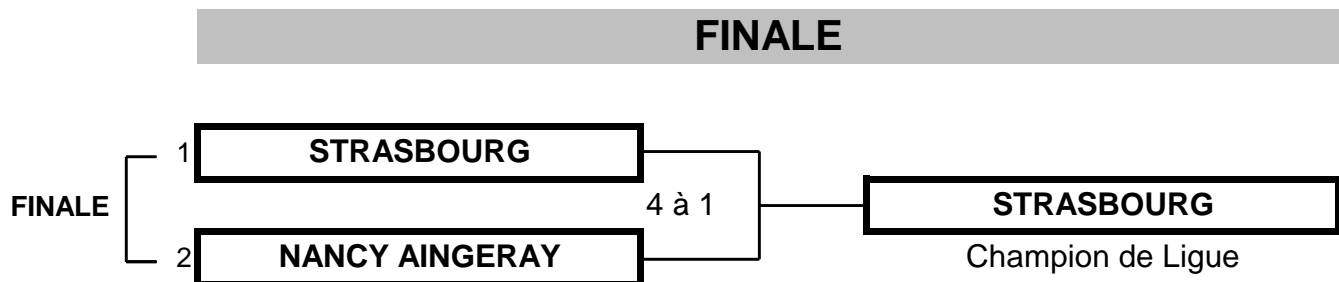 FINALE
1 STRASBOURG
FINALE 4 à 1 STRASBOURG
2 NANCY AINGERAY Champion de Ligue